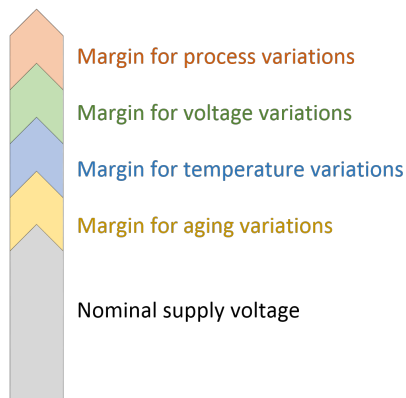 Margin for process variations
Margin for voltage variations
Margin for temperature variations
Margin for aging variations
Nominal supply voltage